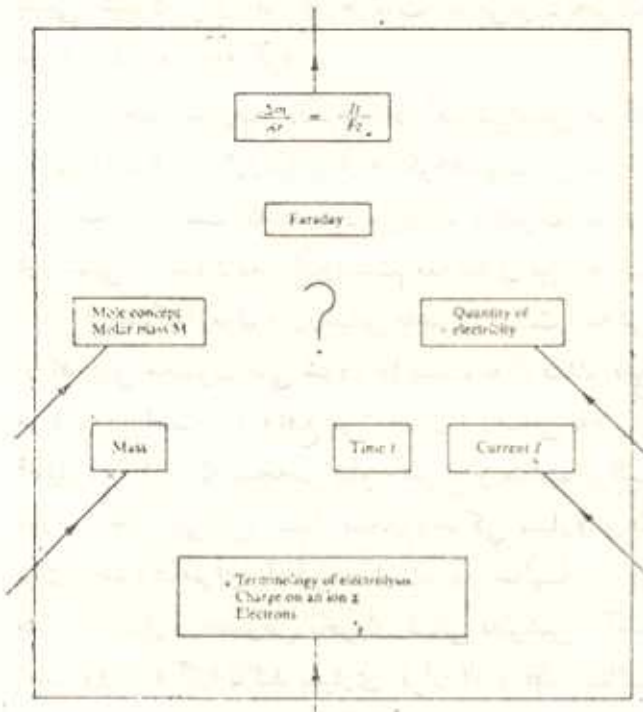 Δm/M = It/Fz
Faraday
?
Mole concept
Molar mass M
Quantity of
electricity
Mass
Time t
Current I
Terminology of electrolysis
Charge on an ion z
Electrons